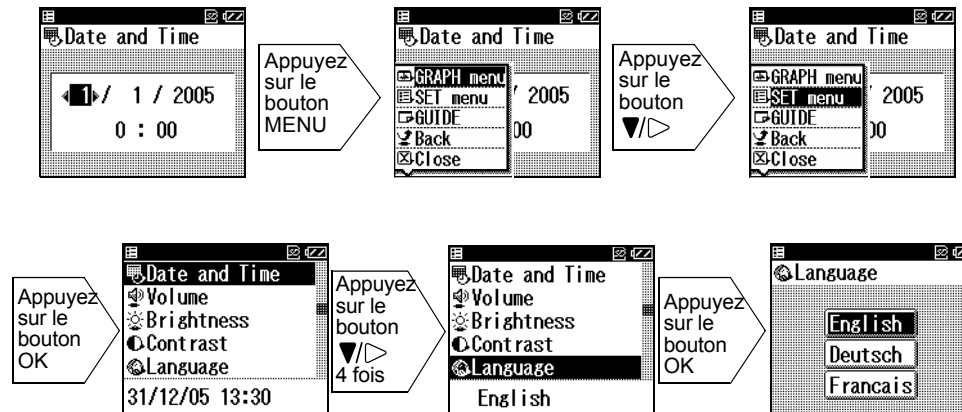 Date and Time
1 / 1 / 2005
0 : 00
Appuyez
sur le
bouton
MENU
Date and Time
GRAPH menu
SET menu
/ 2005
GUIDE
00
Back
Close
Appuyez
sur le
bouton
▼/▷
Date and Time
GRAPH menu
SET menu
/ 2005
GUIDE
00
Back
Close
Appuyez
sur le
bouton
OK
Date and Time
Volume
Brightness
Contrast
Language
31/12/05 13:30
Appuyez
sur le
bouton
▼/▷
4 fois
Date and Time
Volume
Brightness
Contrast
Language
English
Appuyez
sur le
bouton
OK
Language
English
Deutsch
Francais